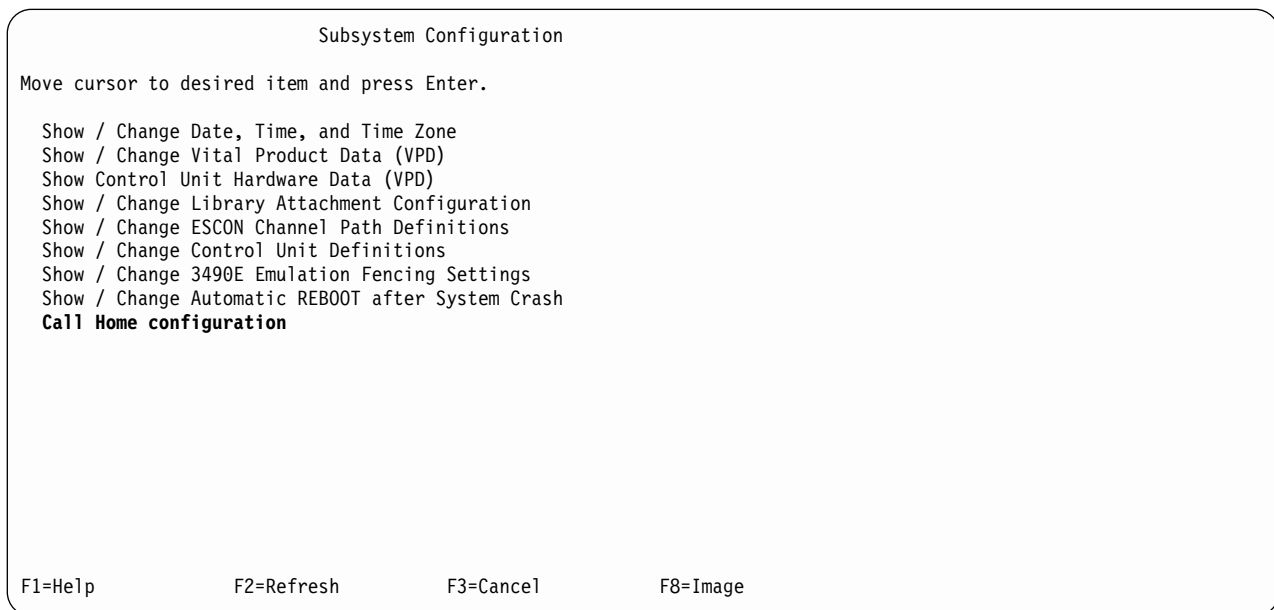 Subsystem Configuration
Move cursor to desired item and press Enter.
Show / Change Date, Time, and Time Zone
Show / Change Vital Product Data (VPD)
Show Control Unit Hardware Data (VPD)
Show / Change Library Attachment Configuration
Show / Change ESCON Channel Path Definitions
Show / Change Control Unit Definitions
Show / Change 3490E Emulation Fencing Settings
Show / Change Automatic REBOOT after System Crash
Call Home configuration
F1=Help F2=Refresh F3=Cancel F8=Image